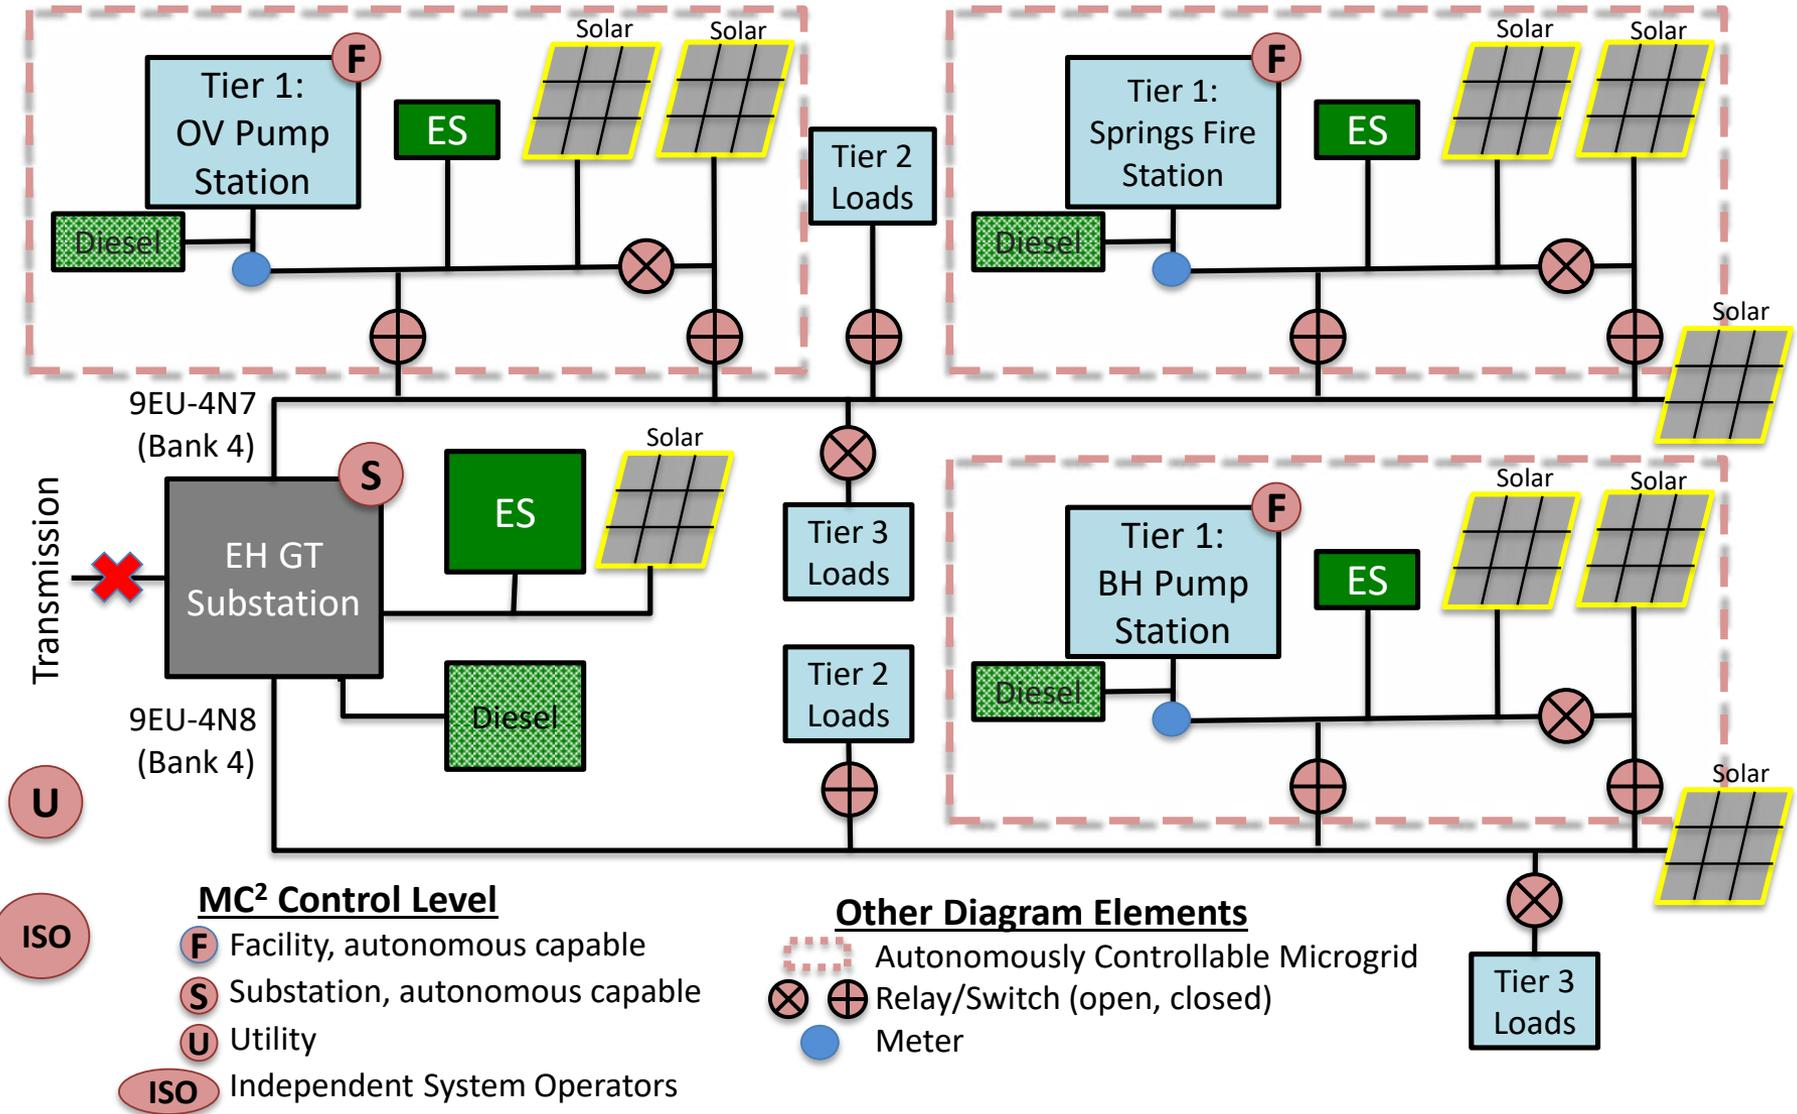 Solar
Solar
F
Tier 1:
OV Pump
Station
ES
Diesel
Tier 2
Loads
Solar
Solar
F
Tier 1:
Springs Fire
Station
ES
Diesel
Solar
9EU-4N7
(Bank 4)
S
Transmission
EH GT
Substation
ES
Solar
Diesel
9EU-4N8
(Bank 4)
Tier 3
Loads
Tier 2
Loads
Solar
Solar
F
Tier 1:
BH Pump
Station
ES
Diesel
Solar
Tier 3
Loads
U
ISO
MC² Control Level
F Facility, autonomous capable
S Substation, autonomous capable
U Utility
ISO Independent System Operators
Other Diagram Elements
Autonomously Controllable Microgrid
Relay/Switch (open, closed)
Meter